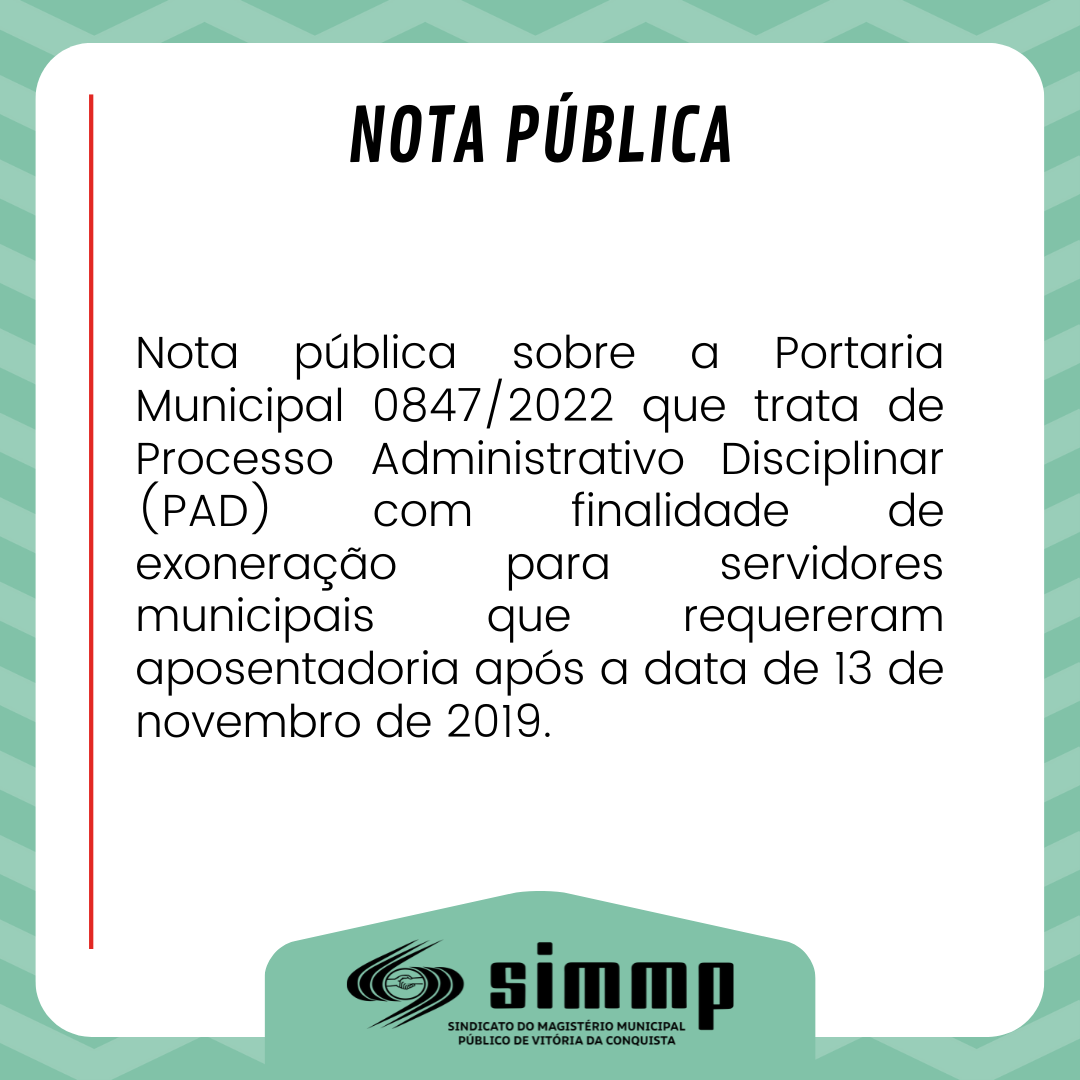 NOTA PÚBLICA
Nota pública sobre a Portaria
Municipal 0847/2022 que trata de
Processo Administrativo Disciplinar
(PAD) com finalidade de
exoneração para servidores
municipais que requereram
aposentadoria após a data de 13 de
novembro de 2019.
simmp
SINDICATO DO MAGISTÉRIO MUNICIPAL
PÚBLICO DE VITÓRIA DA CONQUISTA